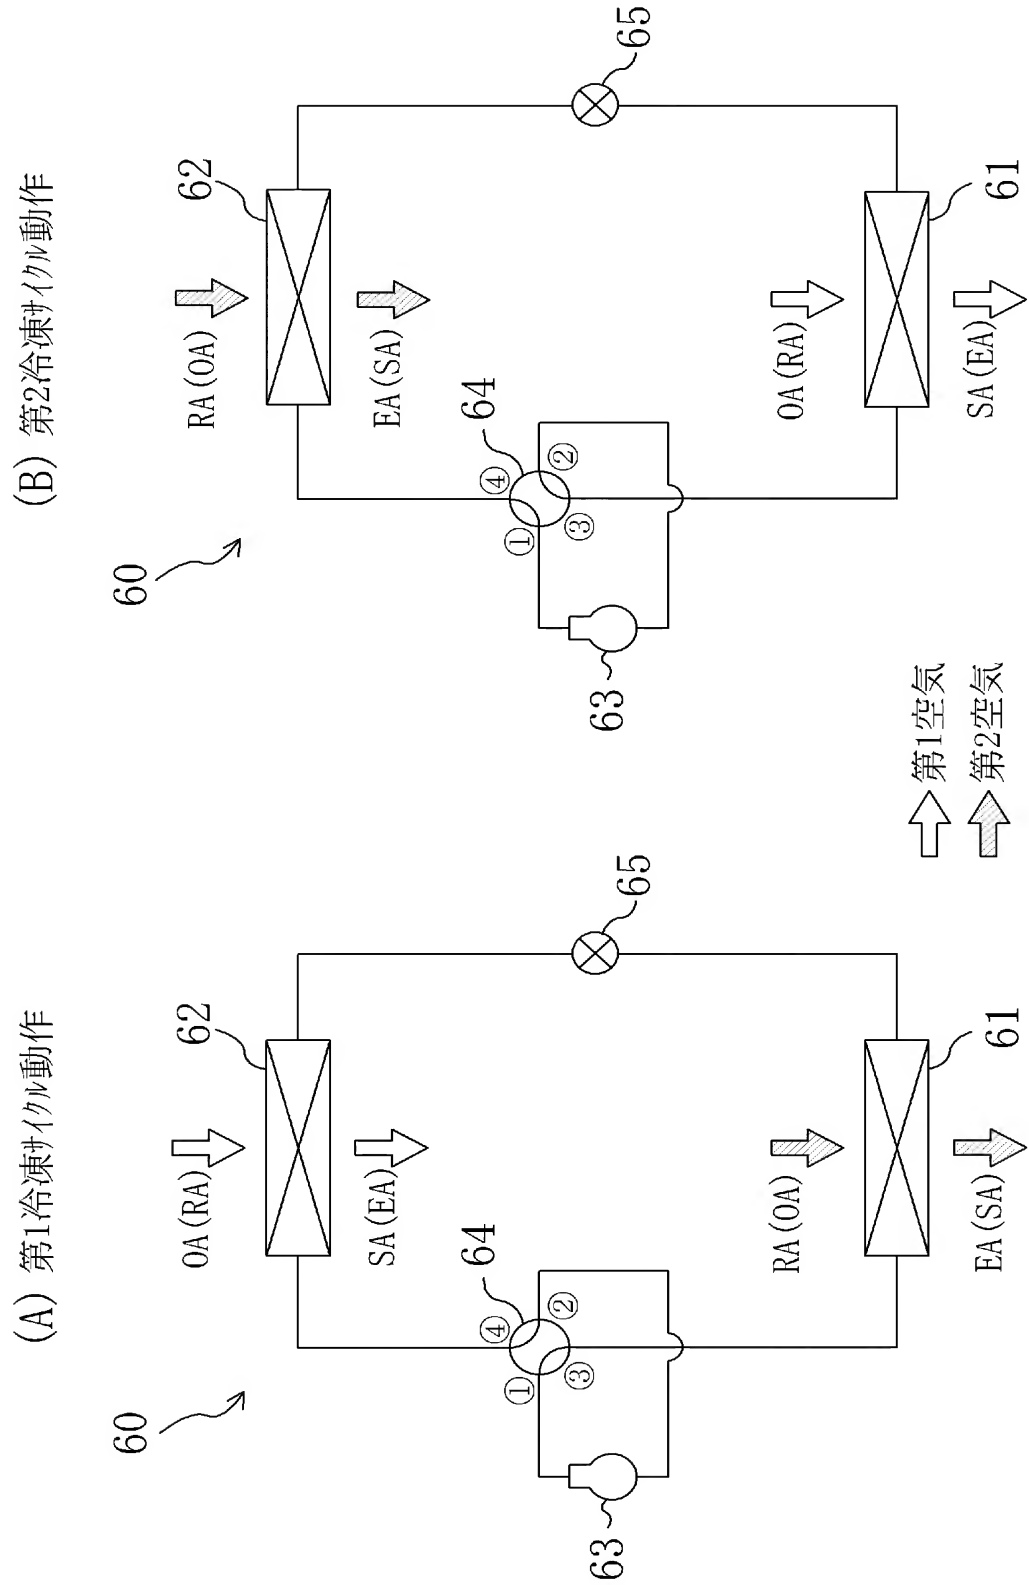 (A) 第1冷凍サイクル動作
60
62
OA(RA)
SA(EA)
64
④
①
②
③
63
65
RA(OA)
EA(SA)
61
(B) 第2冷凍サイクル動作
60
62
RA(OA)
EA(SA)
64
④
①
②
③
63
65
OA(RA)
SA(EA)
61
第1空気
第2空気